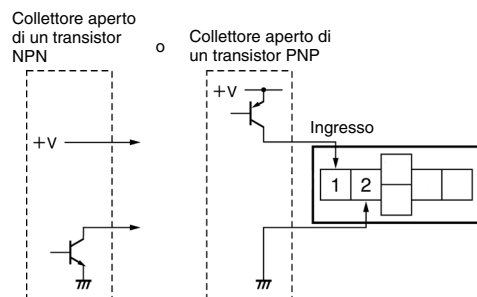 Collettore aperto
di un transistor
NPN
o
Collettore aperto di
un transistor PNP
+V
+V
Ingresso
1 2